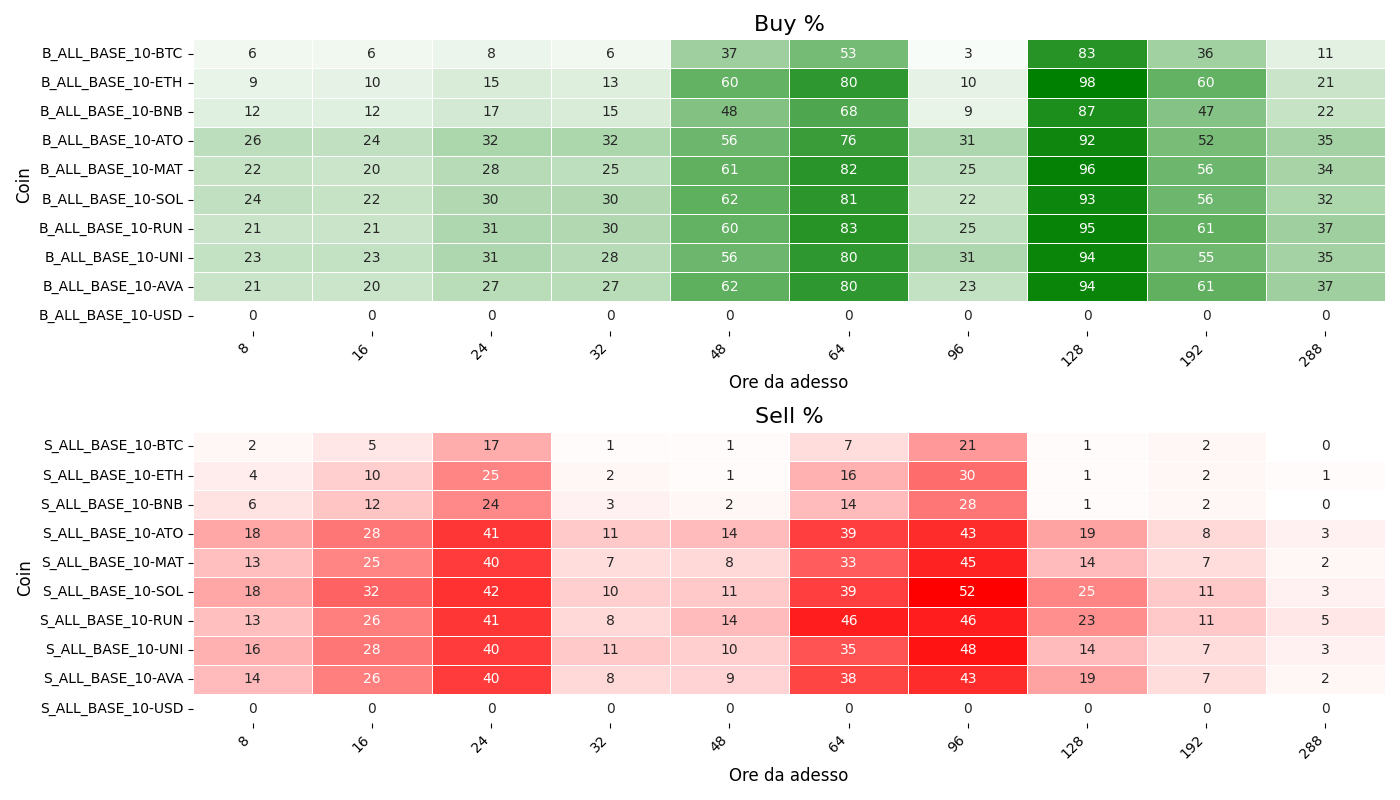 Buy %
Coin
B_ALL_BASE_10-BTC 6 6 8 6 37 53 3 83 36 11
B_ALL_BASE_10-ETH 9 10 15 13 60 80 10 98 60 21
B_ALL_BASE_10-BNB 12 12 17 15 48 68 9 87 47 22
B_ALL_BASE_10-ATO 26 24 32 32 56 76 31 92 52 35
B_ALL_BASE_10-MAT 22 20 28 25 61 82 25 96 56 34
B_ALL_BASE_10-SOL 24 22 30 30 62 81 22 93 56 32
B_ALL_BASE_10-RUN 21 21 31 30 60 83 25 95 61 37
B_ALL_BASE_10-UNI 23 23 31 28 56 80 31 94 55 35
B_ALL_BASE_10-AVA 21 20 27 27 62 80 23 94 61 37
B_ALL_BASE_10-USD 0 0 0 0 0 0 0 0 0 0
8 16 24 32 48 64 96 128 192 288
Ore da adesso
Sell %
Coin
S_ALL_BASE_10-BTC 2 5 17 1 1 7 21 1 2 0
S_ALL_BASE_10-ETH 4 10 25 2 1 16 30 1 2 1
S_ALL_BASE_10-BNB 6 12 24 3 2 14 28 1 2 0
S_ALL_BASE_10-ATO 18 28 41 11 14 39 43 19 8 3
S_ALL_BASE_10-MAT 13 25 40 7 8 33 45 14 7 2
S_ALL_BASE_10-SOL 18 32 42 10 11 39 52 25 11 3
S_ALL_BASE_10-RUN 13 26 41 8 14 46 46 23 11 5
S_ALL_BASE_10-UNI 16 28 40 11 10 35 48 14 7 3
S_ALL_BASE_10-AVA 14 26 40 8 9 38 43 19 7 2
S_ALL_BASE_10-USD 0 0 0 0 0 0 0 0 0 0
8 16 24 32 48 64 96 128 192 288
Ore da adesso